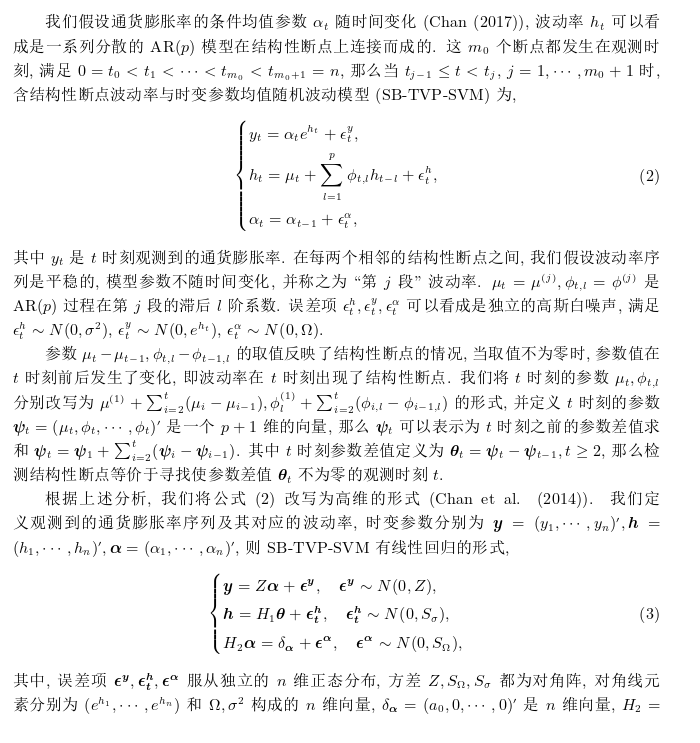 我们假设通货膨胀率的条件均值参数 α_t 随时间变化 (Chan (2017)), 波动率 h_t 可以看
成是一系列分散的 AR(p) 模型在结构性断点上连接而成的. 这 m_0 个断点都发生在观测时
刻, 满足 0 = t_0 < t_1 < ··· < t_{m_0} < t_{m_0+1} = n, 那么当 t_{j−1} ≤ t < t_j, j = 1, ··· , m_0 + 1 时,
含结构性断点波动率与时变参数均值随机波动模型 (SB-TVP-SVM) 为,
y_t = α_t e^{h_t} + ϵ_t^y,
h_t = μ_t + ∑_{l=1}^{p} ϕ_{t,l} h_{t−l} + ϵ_t^h, (2)
α_t = α_{t−1} + ϵ_t^α,
其中 y_t 是 t 时刻观测到的通货膨胀率. 在每两个相邻的结构性断点之间, 我们假设波动率序
列是平稳的, 模型参数不随时间变化, 并称之为 “第 j 段” 波动率. μ_t = μ^{(j)}, ϕ_{t,l} = ϕ^{(j)} 是
AR(p) 过程在第 j 段的滞后 l 阶系数. 误差项 ϵ_t^h, ϵ_t^y, ϵ_t^α 可以看成是独立的高斯白噪声, 满足
ϵ_t^h ∼ N(0, σ^2), ϵ_t^y ∼ N(0, e^{h_t}), ϵ_t^α ∼ N(0, Ω).
参数 μ_t − μ_{t−1}, ϕ_{t,l} − ϕ_{t−1,l} 的取值反映了结构性断点的情况, 当取值不为零时, 参数值在
t 时刻前后发生了变化, 即波动率在 t 时刻出现了结构性断点. 我们将 t 时刻的参数 μ_t, ϕ_{t,l}
分别改写为 μ^{(1)} + ∑_{i=2}^{t}(μ_i − μ_{i−1}), ϕ_l^{(1)} + ∑_{i=2}^{t}(ϕ_{i,l} − ϕ_{i−1,l}) 的形式, 并定义 t 时刻的参数
ψ_t = (μ_t, ϕ_t, ··· , ϕ_t)′ 是一个 p + 1 维的向量, 那么 ψ_t 可以表示为 t 时刻之前的参数差值求
和 ψ_t = ψ_1 + ∑_{i=2}^{t}(ψ_i − ψ_{i−1}). 其中 t 时刻参数差值定义为 θ_t = ψ_t − ψ_{t−1}, t ≥ 2, 那么检
测结构性断点等价于寻找使参数差值 θ_t 不为零的观测时刻 t.
根据上述分析, 我们将公式 (2) 改写为高维的形式 (Chan et al. (2014)). 我们定
义观测到的通货膨胀率序列及其对应的波动率, 时变参数分别为 y = (y_1, ··· , y_n)′, h =
(h_1, ··· , h_n)′, α = (α_1, ··· , α_n)′, 则 SB-TVP-SVM 有线性回归的形式,
y = Zα + ϵ^y, ϵ^y ∼ N(0, Z),
h = H_1θ + ϵ_t^h, ϵ_t^h ∼ N(0, S_σ), (3)
H_2α = δ_α + ϵ^α, ϵ^α ∼ N(0, S_Ω),
其中, 误差项 ϵ^y, ϵ_t^h, ϵ^α 服从独立的 n 维正态分布, 方差 Z, S_Ω, S_σ 都为对角阵, 对角线元
素分别为 (e^{h_1}, ··· , e^{h_n}) 和 Ω, σ^2 构成的 n 维向量, δ_α = (a_0, 0, ··· , 0)′ 是 n 维向量, H_2 =